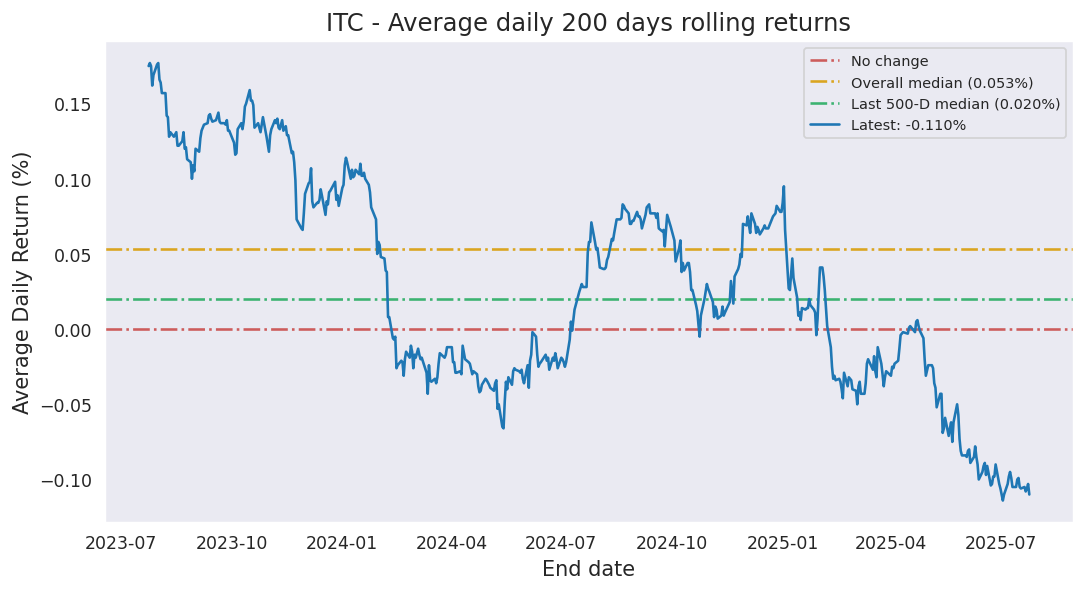 ITC - Average daily 200 days rolling returns
No change
Overall median (0.053%)
Last 500-D median (0.020%)
Latest: -0.110%
Average Daily Return (%)
0.15
0.10
0.05
0.00
−0.05
−0.10
2023-07 2023-10 2024-01 2024-04 2024-07 2024-10 2025-01 2025-04 2025-07
End date